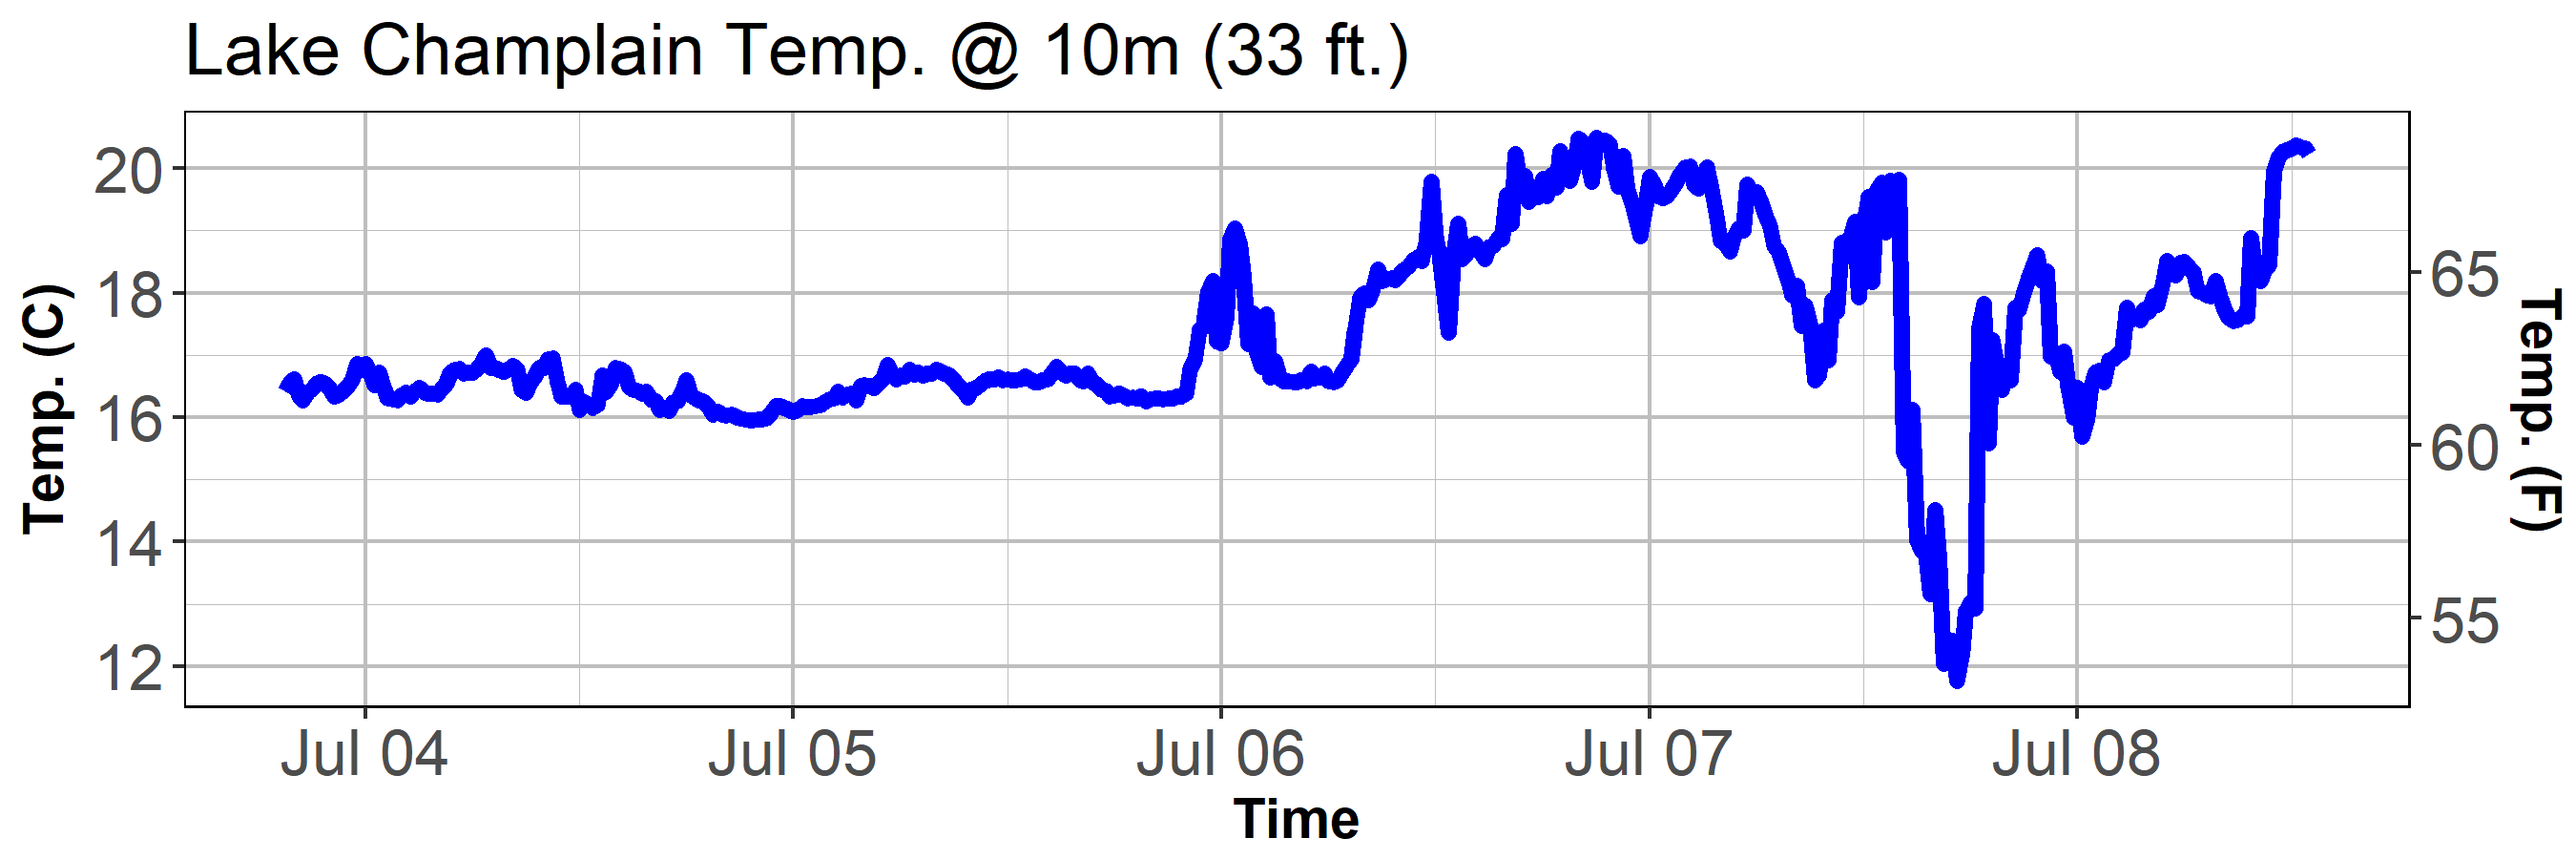 Lake Champlain Temp. @ 10m (33 ft.)
Temp. (C)
20
18
16
14
12
65
60
55
Temp. (F)
Jul 04 Jul 05 Jul 06 Jul 07 Jul 08
Time